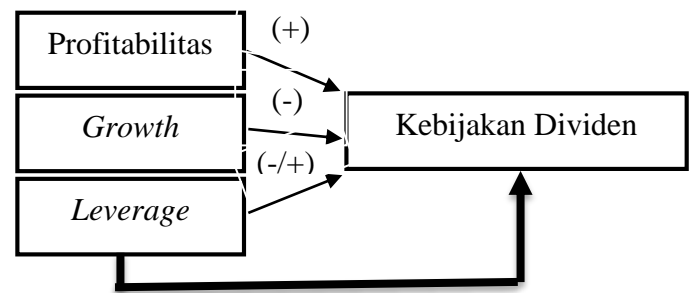 Profitabilitas
(+)
(-)
Growth
Kebijakan Dividen
(-/+)
Leverage